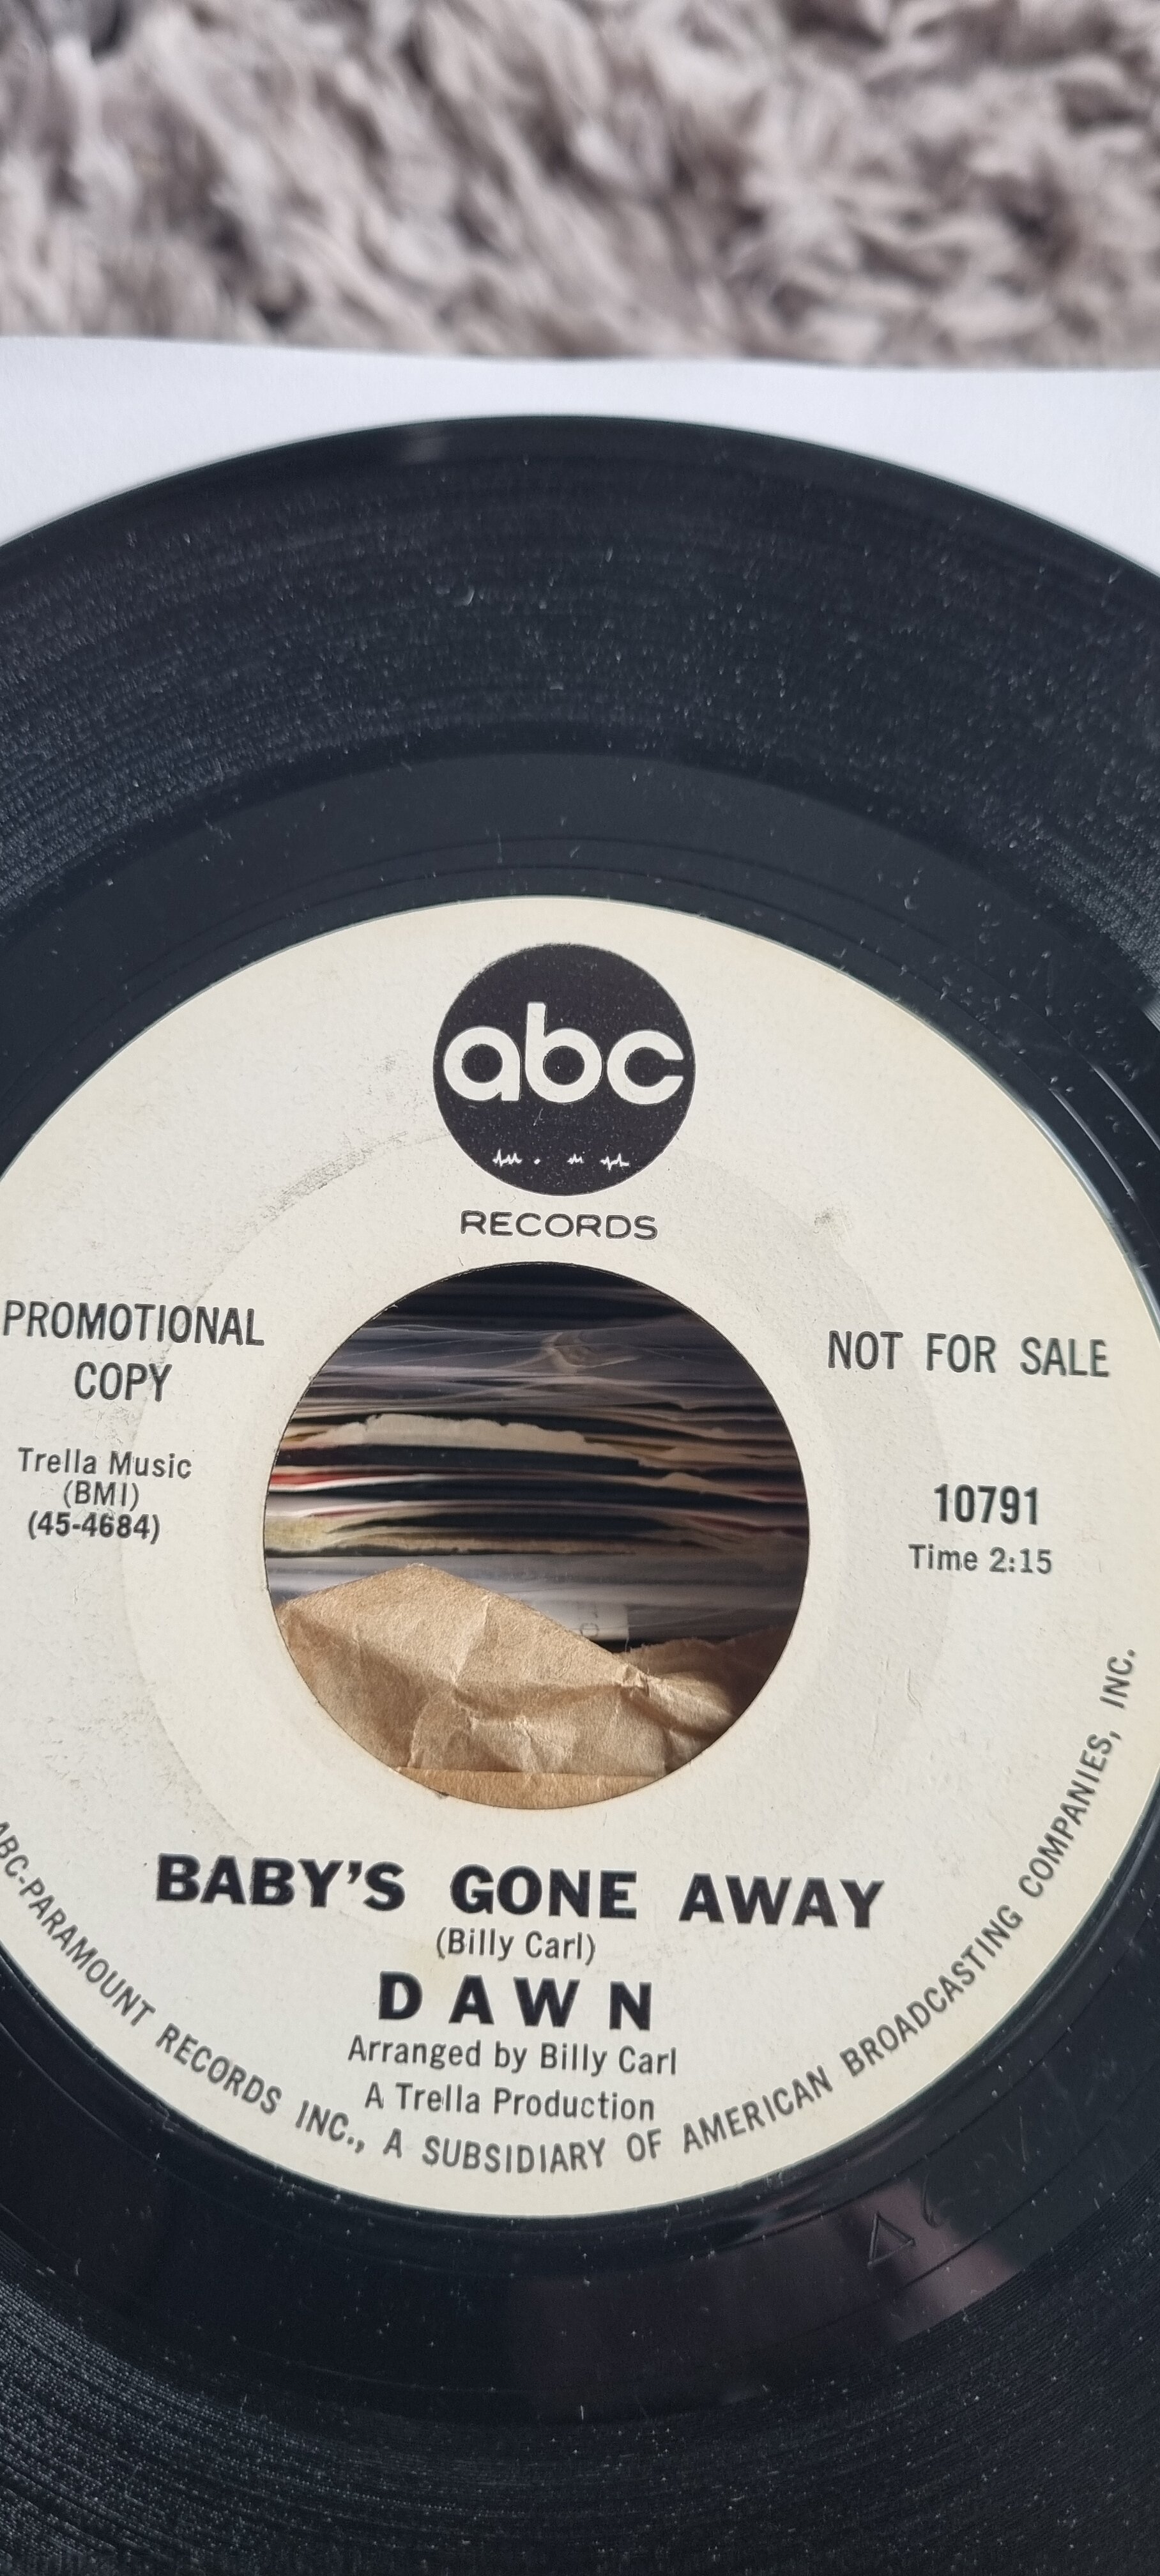 abc
RECORDS
PROMOTIONAL
COPY
NOT FOR SALE
Trella Music
(BMI)
(45-4684)
10791
Time 2:15
BABY'S GONE AWAY
(Billy Carl)
DAWN
Arranged by Billy Carl
A Trella Production
ABC-PARAMOUNT RECORDS INC., A SUBSIDIARY OF AMERICAN BROADCASTING COMPANIES, INC.